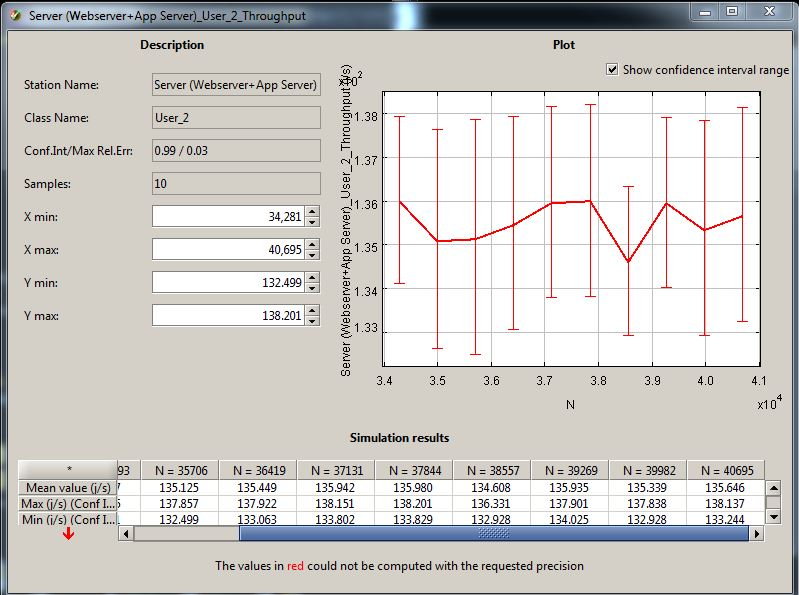 Server (Webserver+App Server)_User_2_Throughput
Description
Plot
Show confidence interval range
Station Name:
Server (Webserver+App Server)
Class Name:
User_2
Conf.Int/Max Rel.Err:
0.99 / 0.03
Samples:
10
X min:
34,281
X max:
40,695
Y min:
132.499
Y max:
138.201
Server (Webserver+App Server)_User_2_Throughput (j/s)
x10^2
1.38
1.37
1.36
1.35
1.34
1.33
3.4 3.5 3.6 3.7 3.8 3.9 4.0 4.1
N
x10^4
Simulation results
* 93 N = 35706 N = 36419 N = 37131 N = 37844 N = 38557 N = 39269 N = 39982 N = 40695
Mean value (j/s) 135.125 135.449 135.942 135.980 134.608 135.935 135.339 135.646
Max (j/s) (Conf I... 137.857 137.922 138.151 138.201 136.331 137.901 137.838 138.137
Min (j/s) (Conf I... 132.499 133.063 133.802 133.829 132.928 134.025 132.928 133.244
The values in red could not be computed with the requested precision